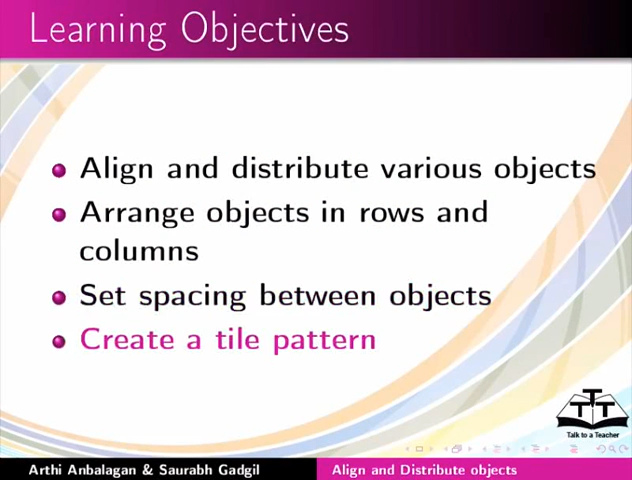 Learning Objectives
Align and distribute various objects
Arrange objects in rows and
columns
Set spacing between objects
Create a tile pattern
TTT
Talk to a Teacher
Arthi Anbalagan & Saurabh Gadgil
Align and Distribute objects